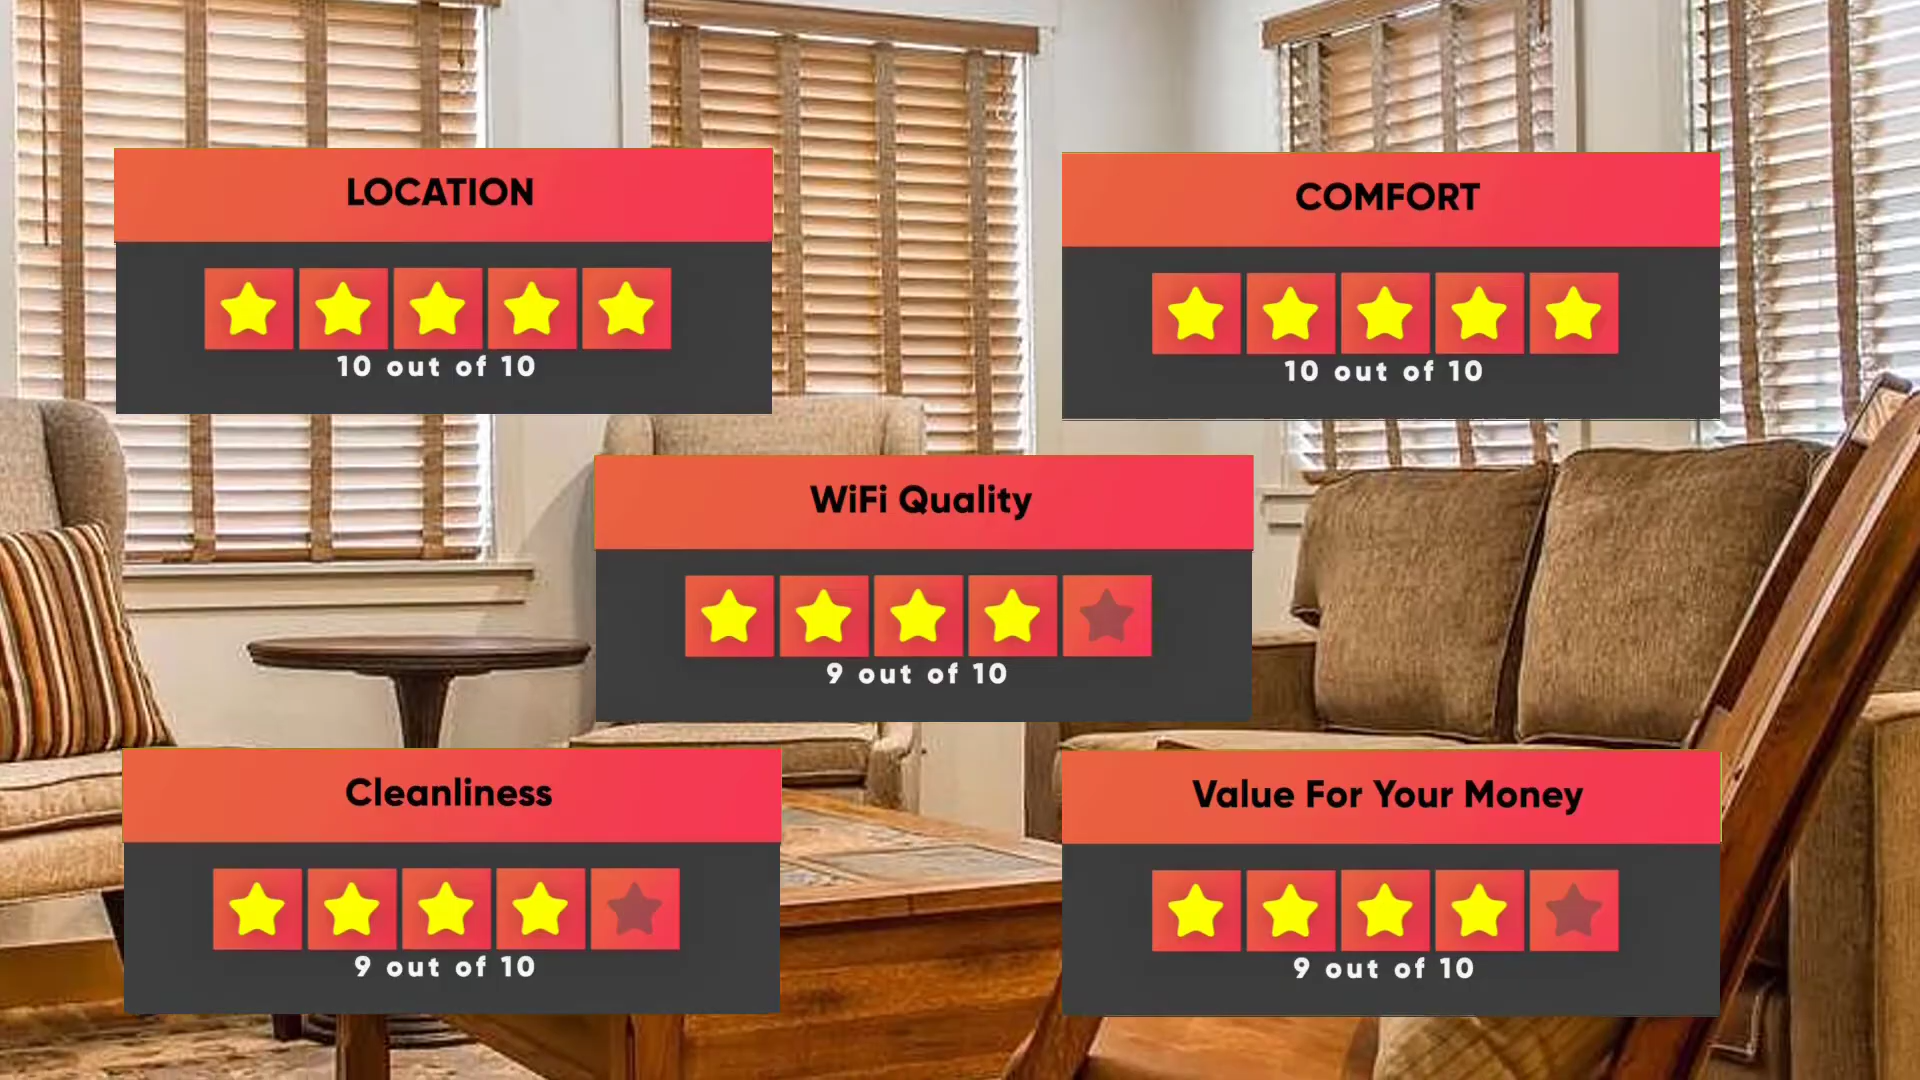 LOCATION
10 out of 10
COMFORT
10 out of 10
WiFi Quality
9 out of 10
Cleanliness
9 out of 10
Value For Your Money
9 out of 10